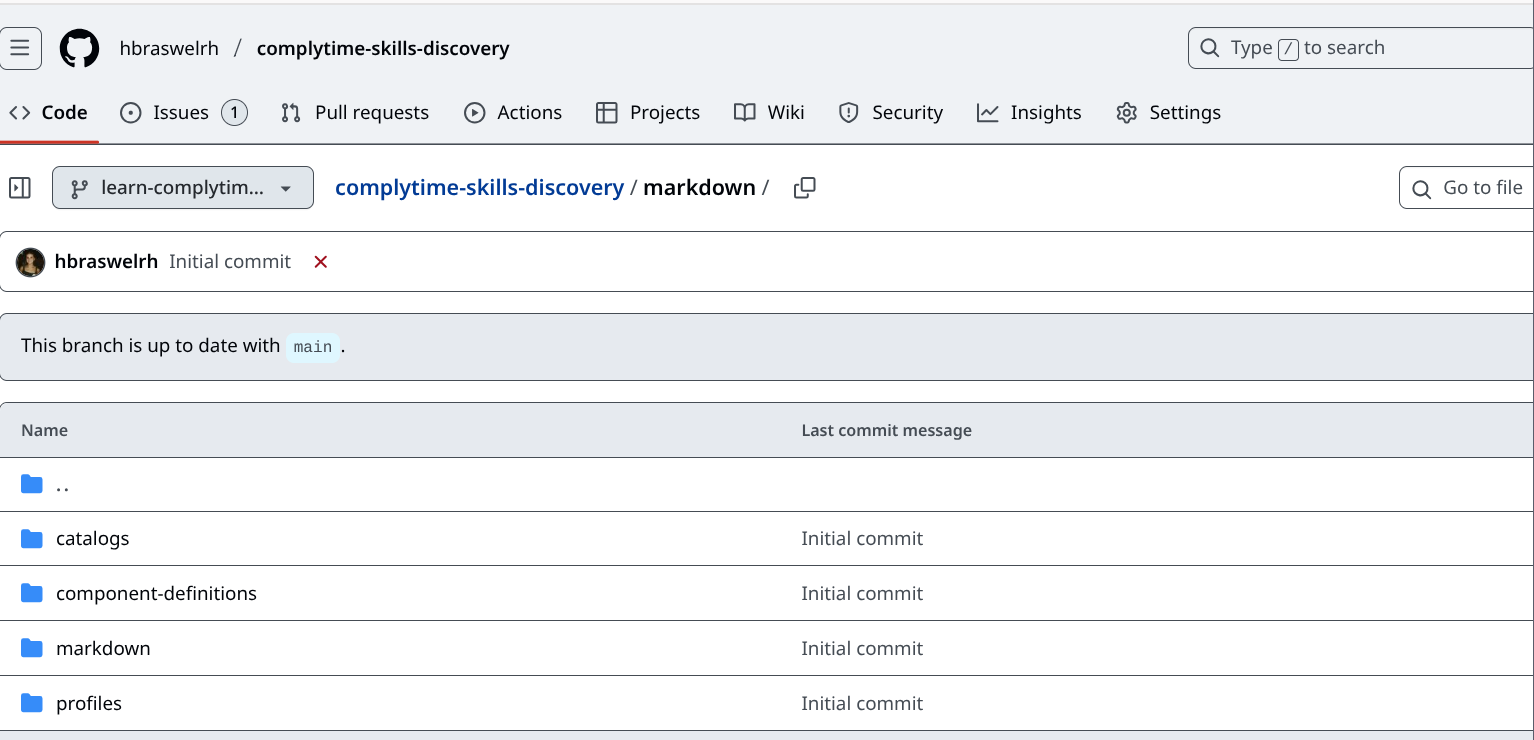 hbraswelrh / complytime-skills-discovery
Type / to search
Code Issues 1 Pull requests Actions Projects Wiki Security Insights Settings
learn-complytim... complytime-skills-discovery / markdown /
Go to file
hbraswelrh Initial commit
This branch is up to date with main .
Name Last commit message
..
catalogs Initial commit
component-definitions Initial commit
markdown Initial commit
profiles Initial commit